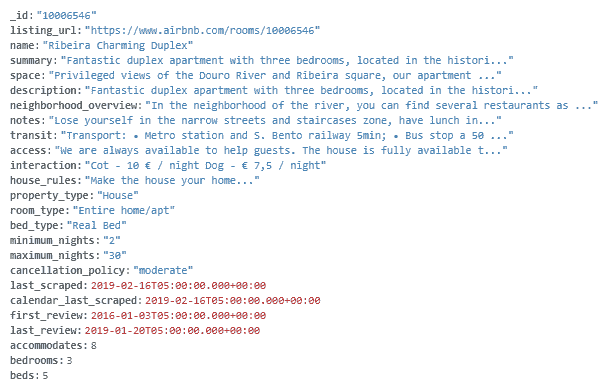 _id: "10006546"
listing_url: "https://www.airbnb.com/rooms/10006546"
name: "Ribeira Charming Duplex"
summary: "Fantastic duplex apartment with three bedrooms, located in the histori..."
space: "Privileged views of the Douro River and Ribeira square, our apartment ..."
description: "Fantastic duplex apartment with three bedrooms, located in the histori..."
neighborhood_overview: "In the neighborhood of the river, you can find several restaurants as ..."
notes: "Lose yourself in the narrow streets and staircases zone, have lunch in..."
transit: "Transport: • Metro station and S. Bento railway 5min; • Bus stop a 50 ..."
access: "We are always available to help guests. The house is fully available t..."
interaction: "Cot - 10 € / night Dog - € 7,5 / night"
house_rules: "Make the house your home..."
property_type: "House"
room_type: "Entire home/apt"
bed_type: "Real Bed"
minimum_nights: "2"
maximum_nights: "30"
cancellation_policy: "moderate"
last_scraped: 2019-02-16T05:00:00.000+00:00
calendar_last_scraped: 2019-02-16T05:00:00.000+00:00
first_review: 2016-01-03T05:00:00.000+00:00
last_review: 2019-01-20T05:00:00.000+00:00
accommodates: 8
bedrooms: 3
beds: 5